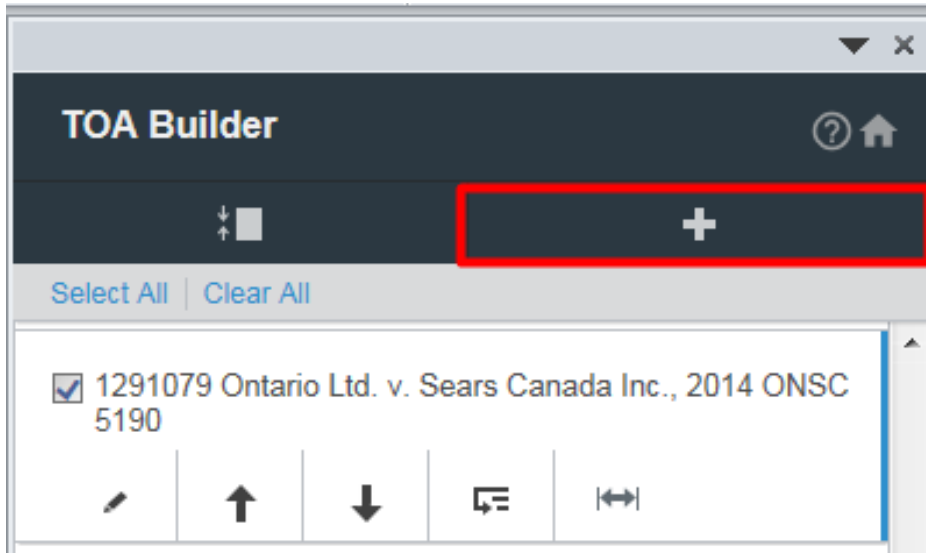 TOA Builder
Select All | Clear All
1291079 Ontario Ltd. v. Sears Canada Inc., 2014 ONSC
5190